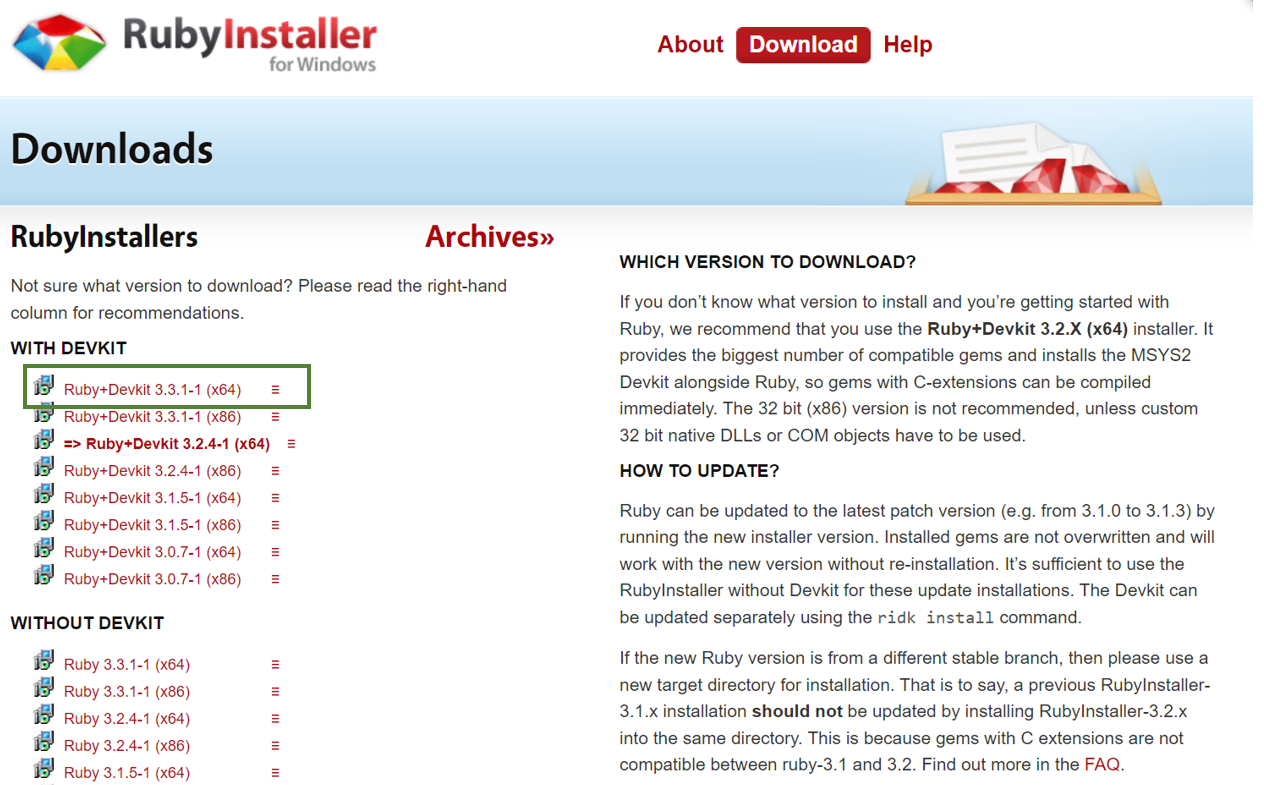 RubyInstaller
for Windows
About Download Help
Downloads
RubyInstallers Archives»
Not sure what version to download? Please read the right-hand
column for recommendations.
WITH DEVKIT
Ruby+Devkit 3.3.1-1 (x64)
Ruby+Devkit 3.3.1-1 (x86)
=> Ruby+Devkit 3.2.4-1 (x64)
Ruby+Devkit 3.2.4-1 (x86)
Ruby+Devkit 3.1.5-1 (x64)
Ruby+Devkit 3.1.5-1 (x86)
Ruby+Devkit 3.0.7-1 (x64)
Ruby+Devkit 3.0.7-1 (x86)
WITHOUT DEVKIT
Ruby 3.3.1-1 (x64)
Ruby 3.3.1-1 (x86)
Ruby 3.2.4-1 (x64)
Ruby 3.2.4-1 (x86)
Ruby 3.1.5-1 (x64)
WHICH VERSION TO DOWNLOAD?
If you don’t know what version to install and you’re getting started with
Ruby, we recommend that you use the Ruby+Devkit 3.2.X (x64) installer. It
provides the biggest number of compatible gems and installs the MSYS2
Devkit alongside Ruby, so gems with C-extensions can be compiled
immediately. The 32 bit (x86) version is not recommended, unless custom
32 bit native DLLs or COM objects have to be used.
HOW TO UPDATE?
Ruby can be updated to the latest patch version (e.g. from 3.1.0 to 3.1.3) by
running the new installer version. Installed gems are not overwritten and will
work with the new version without re-installation. It’s sufficient to use the
RubyInstaller without Devkit for these update installations. The Devkit can
be updated separately using the ridk install command.
If the new Ruby version is from a different stable branch, then please use a
new target directory for installation. That is to say, a previous RubyInstaller-
3.1.x installation should not be updated by installing RubyInstaller-3.2.x
into the same directory. This is because gems with C extensions are not
compatible between ruby-3.1 and 3.2. Find out more in the FAQ.